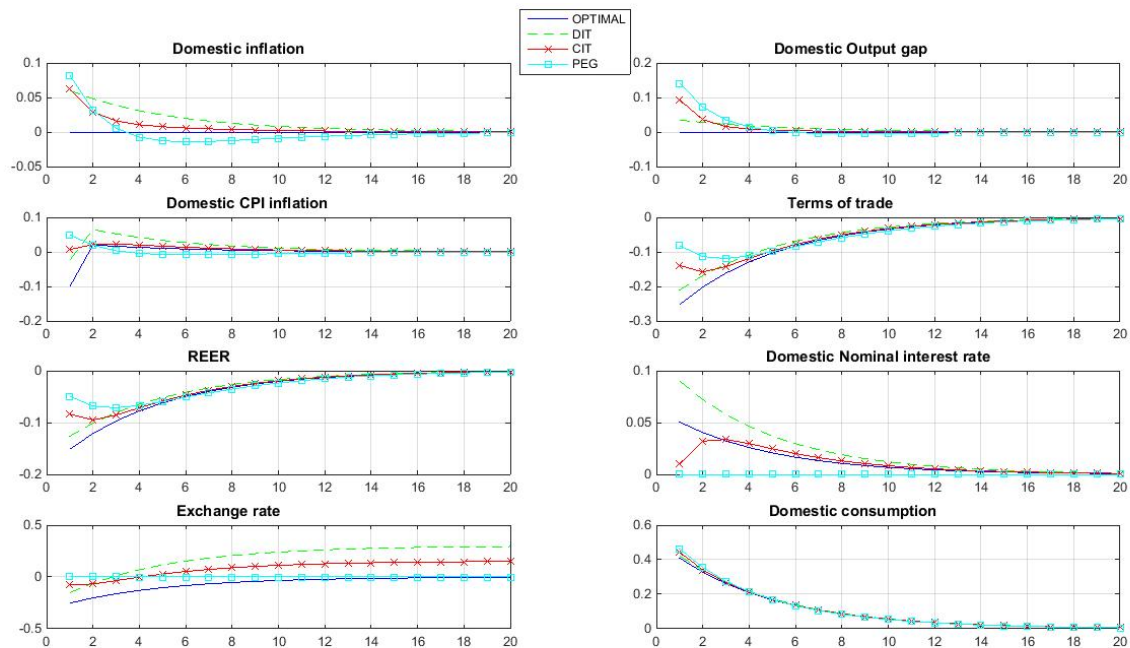 OPTIMAL
DIT
CIT
PEG
Domestic inflation
0.1
0.05
0
-0.05
0 2 4 6 8 10 12 14 16 18 20
Domestic Output gap
0.2
0.1
0
-0.1
0 2 4 6 8 10 12 14 16 18 20
Domestic CPI inflation
0.1
0
-0.1
-0.2
0 2 4 6 8 10 12 14 16 18 20
Terms of trade
0
-0.1
-0.2
-0.3
0 2 4 6 8 10 12 14 16 18 20
REER
0
-0.1
-0.2
0 2 4 6 8 10 12 14 16 18 20
Domestic Nominal interest rate
0.1
0.05
0
0 2 4 6 8 10 12 14 16 18 20
Exchange rate
0.5
0
-0.5
0 2 4 6 8 10 12 14 16 18 20
Domestic consumption
0.6
0.4
0.2
0
0 2 4 6 8 10 12 14 16 18 20